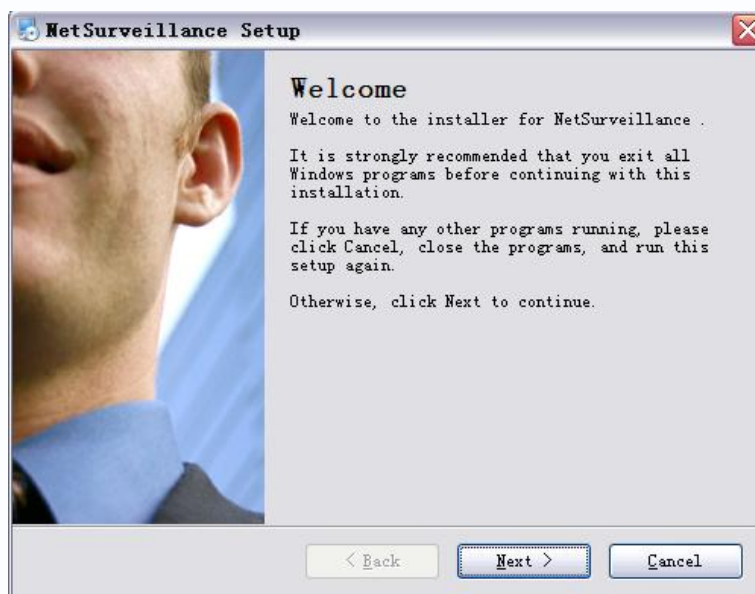 NetSurveillance Setup
Welcome
Welcome to the installer for NetSurveillance .
It is strongly recommended that you exit all
Windows programs before continuing with this
installation.
If you have any other programs running, please
click Cancel, close the programs, and run this
setup again.
Otherwise, click Next to continue.
< Back
Next >
Cancel